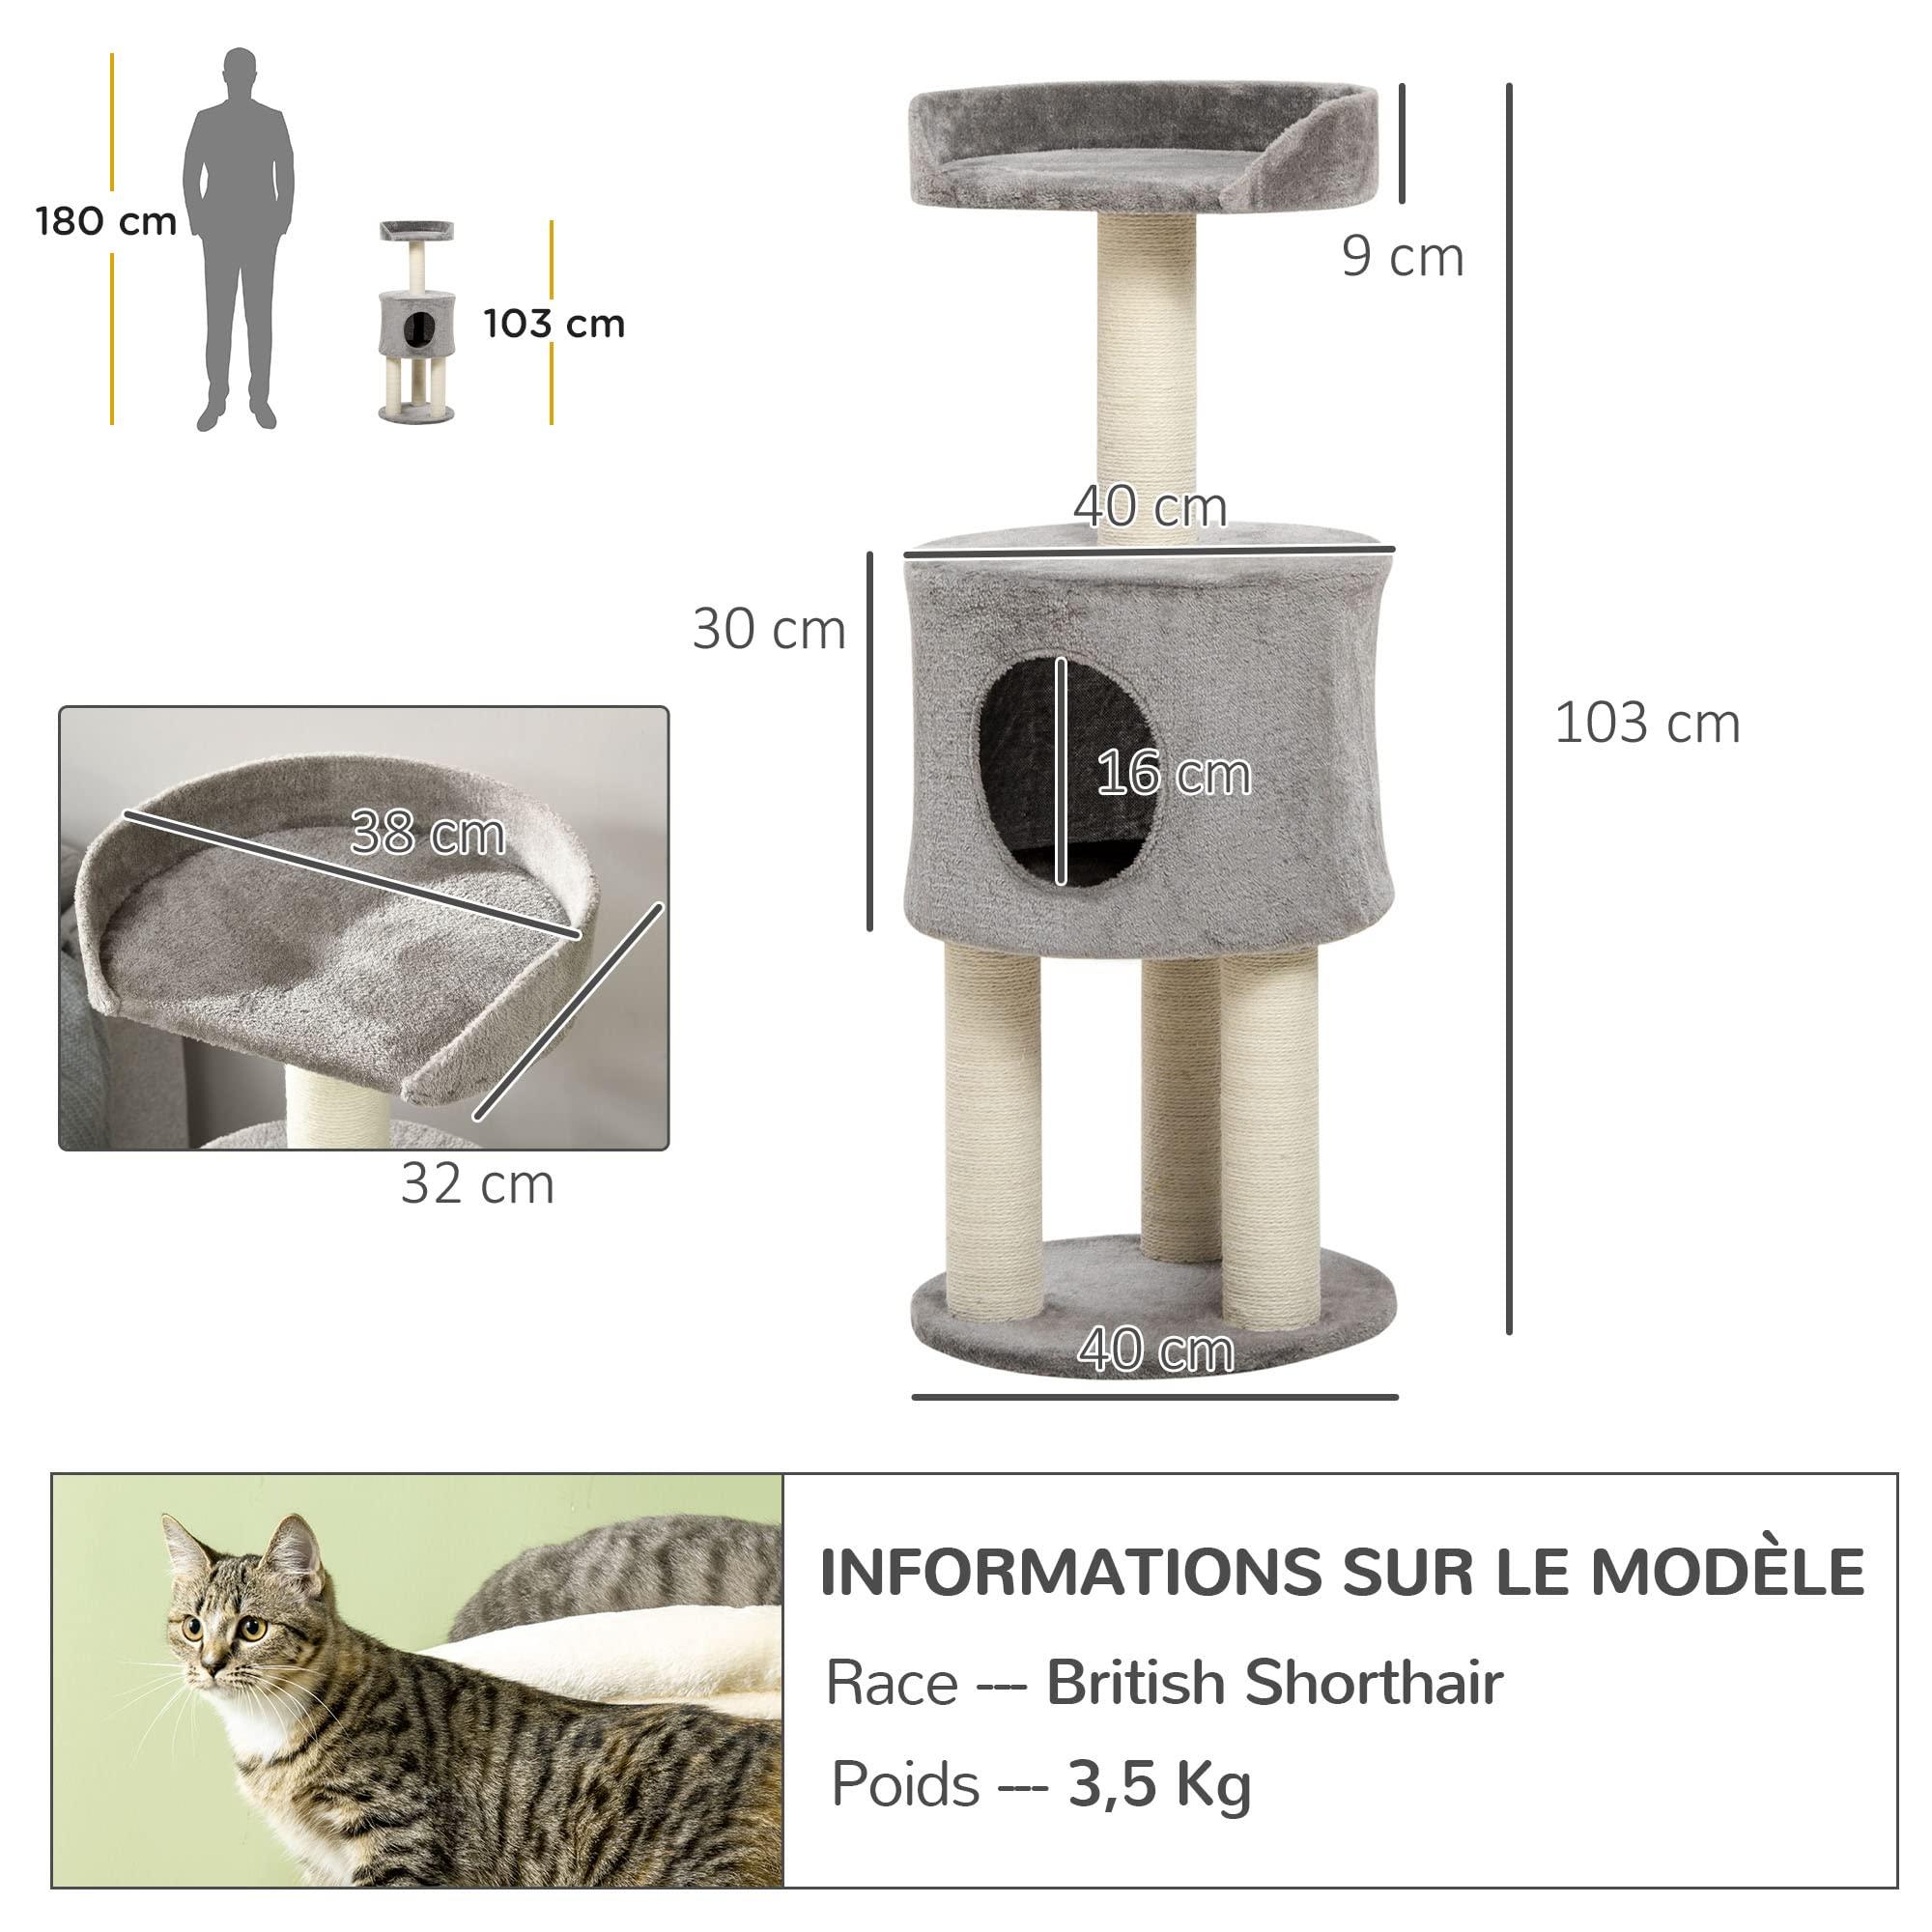 180 cm
103 cm
9 cm
40 cm
30 cm
16 cm
103 cm
38 cm
32 cm
40 cm
INFORMATIONS SUR LE MODÈLE
Race --- British Shorthair
Poids --- 3,5 Kg